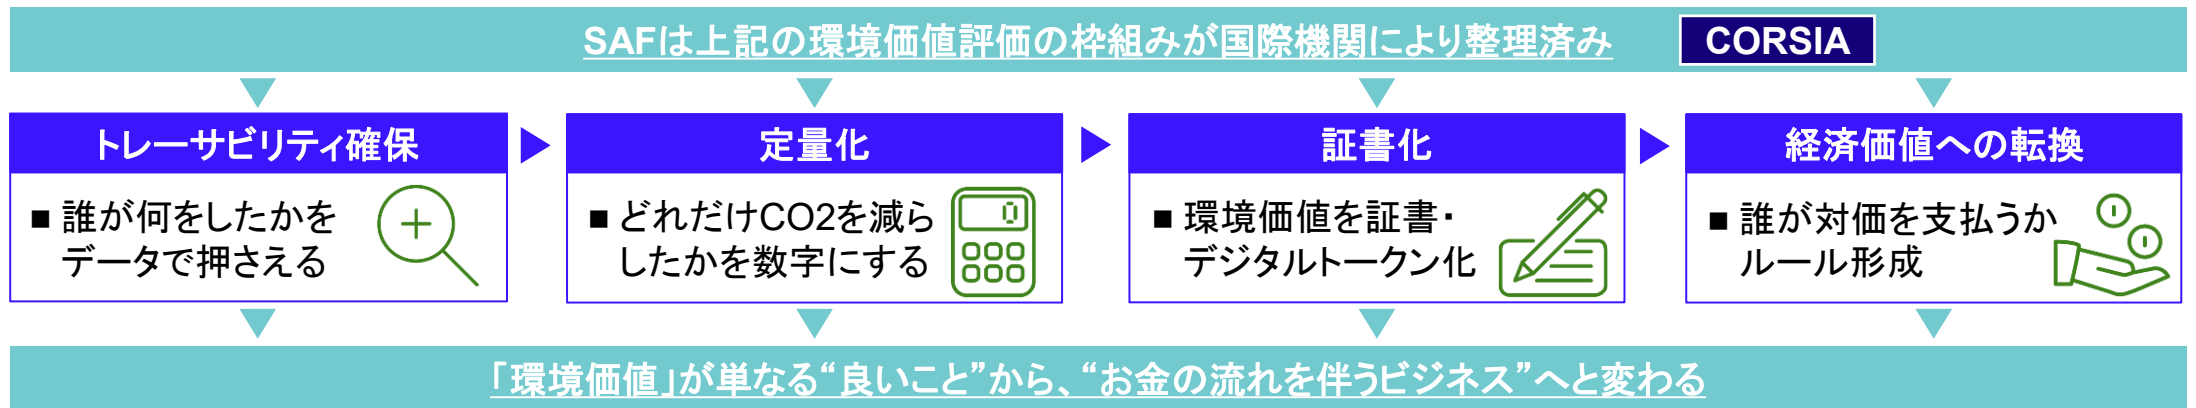 SAFは上記の環境価値評価の枠組みが国際機関により整理済み
CORSIA
トレーサビリティ確保
■ 誰が何をしたかを
データで押さえる
定量化
■ どれだけCO2を減ら
したかを数字にする
0
証書化
■ 環境価値を証書・
デジタルトークン化
経済価値への転換
■ 誰が対価を支払うか
ルール形成
「環境価値」が単なる“良いこと”から、“お金の流れを伴うビジネス”へと変わる